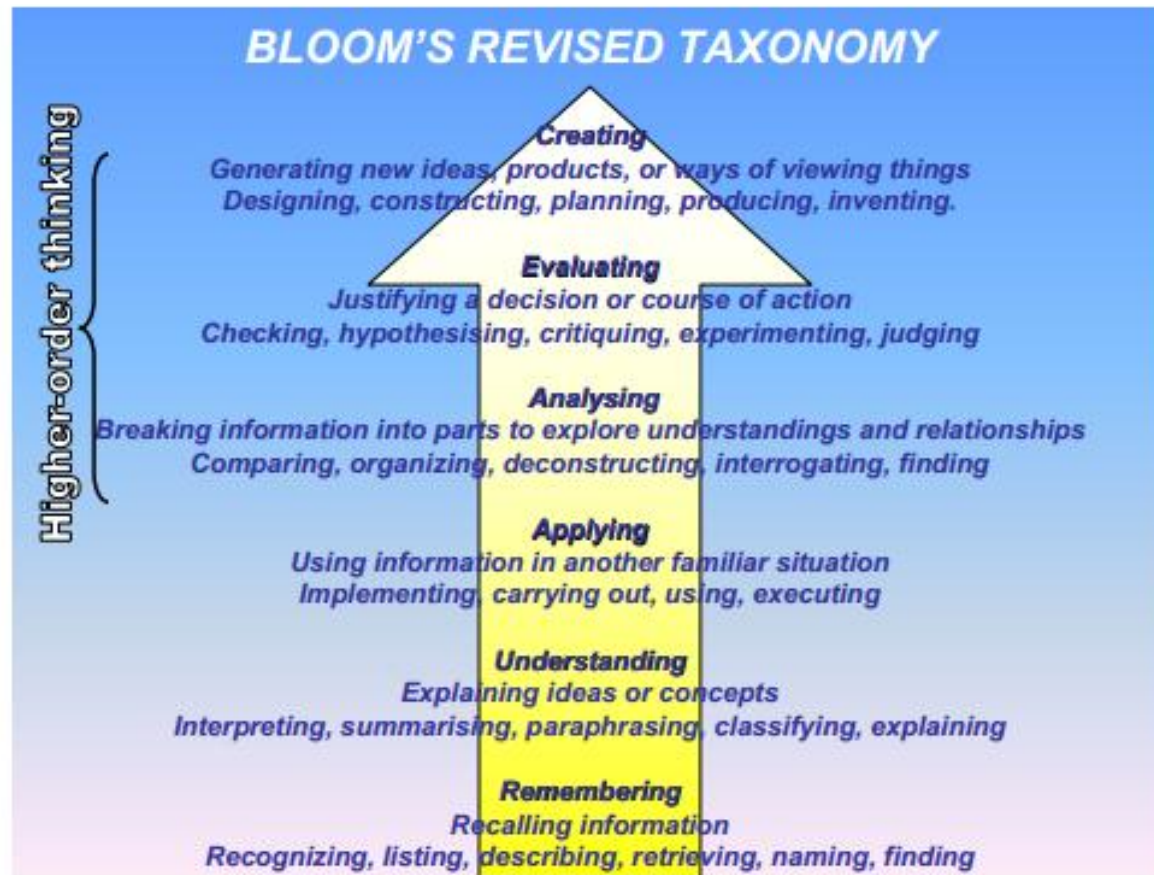 BLOOM'S REVISED TAXONOMY
Higher-order thinking
Creating
Generating new ideas, products, or ways of viewing things
Designing, constructing, planning, producing, inventing.
Evaluating
Justifying a decision or course of action
Checking, hypothesising, critiquing, experimenting, judging
Analysing
Breaking information into parts to explore understandings and relationships
Comparing, organizing, deconstructing, interrogating, finding
Applying
Using information in another familiar situation
Implementing, carrying out, using, executing
Understanding
Explaining ideas or concepts
Interpreting, summarising, paraphrasing, classifying, explaining
Remembering
Recalling information
Recognizing, listing, describing, retrieving, naming, finding